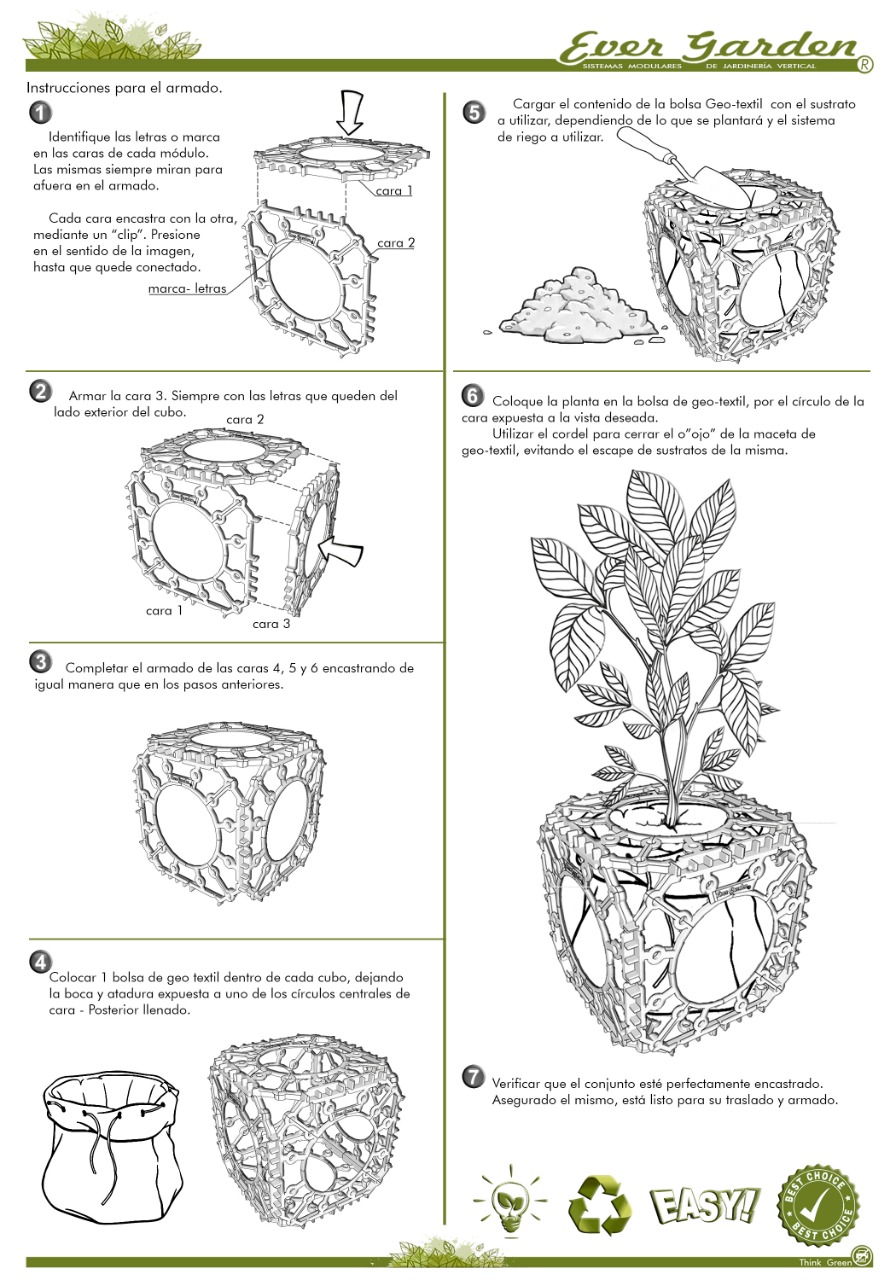 Ever Garden
SISTEMAS MODULARES DE JARDINERÍA VERTICAL
®
Instrucciones para el armado.
1
Identifique las letras o marca
en las caras de cada módulo.
Las mismas siempre miran para
afuera en el armado.
Cada cara encastra con la otra,
mediante un “clip”. Presione
en el sentido de la imagen,
hasta que quede conectado.
cara 1
cara 2
marca- letras
2
Armar la cara 3. Siempre con las letras que queden del
lado exterior del cubo.
cara 2
cara 1
cara 3
3
Completar el armado de las caras 4, 5 y 6 encastrando de
igual manera que en los pasos anteriores.
4
Colocar 1 bolsa de geo textil dentro de cada cubo, dejando
la boca y atadura expuesta a uno de los círculos centrales de
cara - Posterior llenado.
5
Cargar el contenido de la bolsa Geo-textil con el sustrato
a utilizar, dependiendo de lo que se plantará y el sistema
de riego a utilizar.
6
Coloque la planta en la bolsa de geo-textil, por el círculo de la
cara expuesta a la vista deseada.
Utilizar el cordel para cerrar el o”ojo” de la maceta de
geo-textil, evitando el escape de sustratos de la misma.
Ever Garden
7
Verificar que el conjunto esté perfectamente encastrado.
Asegurado el mismo, está listo para su traslado y armado.
EASY!
BEST CHOICE
BEST CHOICE
Think Green